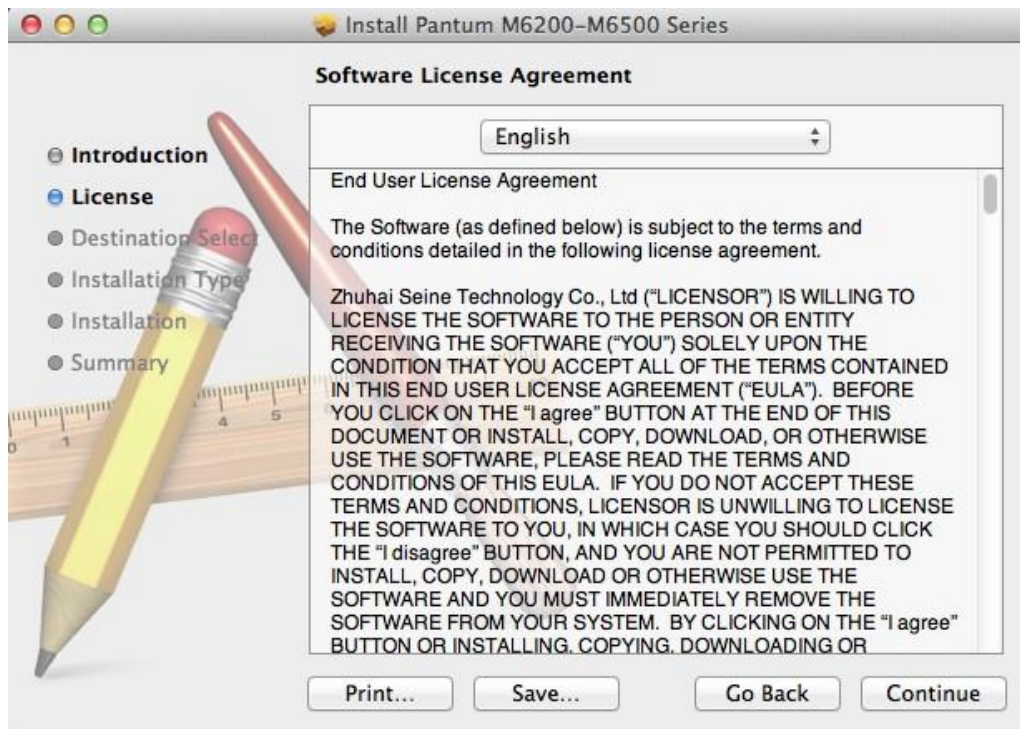 Install Pantum M6200-M6500 Series
Software License Agreement
Introduction
License
Destination Select
Installation Type
Installation
Summary
English
End User License Agreement
The Software (as defined below) is subject to the terms and
conditions detailed in the following license agreement.
Zhuhai Seine Technology Co., Ltd (“LICENSOR”) IS WILLING TO
LICENSE THE SOFTWARE TO THE PERSON OR ENTITY
RECEIVING THE SOFTWARE (“YOU”) SOLELY UPON THE
CONDITION THAT YOU ACCEPT ALL OF THE TERMS CONTAINED
IN THIS END USER LICENSE AGREEMENT (“EULA”).  BEFORE
YOU CLICK ON THE “I agree” BUTTON AT THE END OF THIS
DOCUMENT OR INSTALL, COPY, DOWNLOAD, OR OTHERWISE
USE THE SOFTWARE, PLEASE READ THE TERMS AND
CONDITIONS OF THIS EULA.  IF YOU DO NOT ACCEPT THESE
TERMS AND CONDITIONS, LICENSOR IS UNWILLING TO LICENSE
THE SOFTWARE TO YOU, IN WHICH CASE YOU SHOULD CLICK
THE “I disagree” BUTTON, AND YOU ARE NOT PERMITTED TO
INSTALL, COPY, DOWNLOAD OR OTHERWISE USE THE
SOFTWARE AND YOU MUST IMMEDIATELY REMOVE THE
SOFTWARE FROM YOUR SYSTEM.  BY CLICKING ON THE “I agree”
BUTTON OR INSTALLING, COPYING, DOWNLOADING OR
0 1 4 5
Print...
Save...
Go Back
Continue